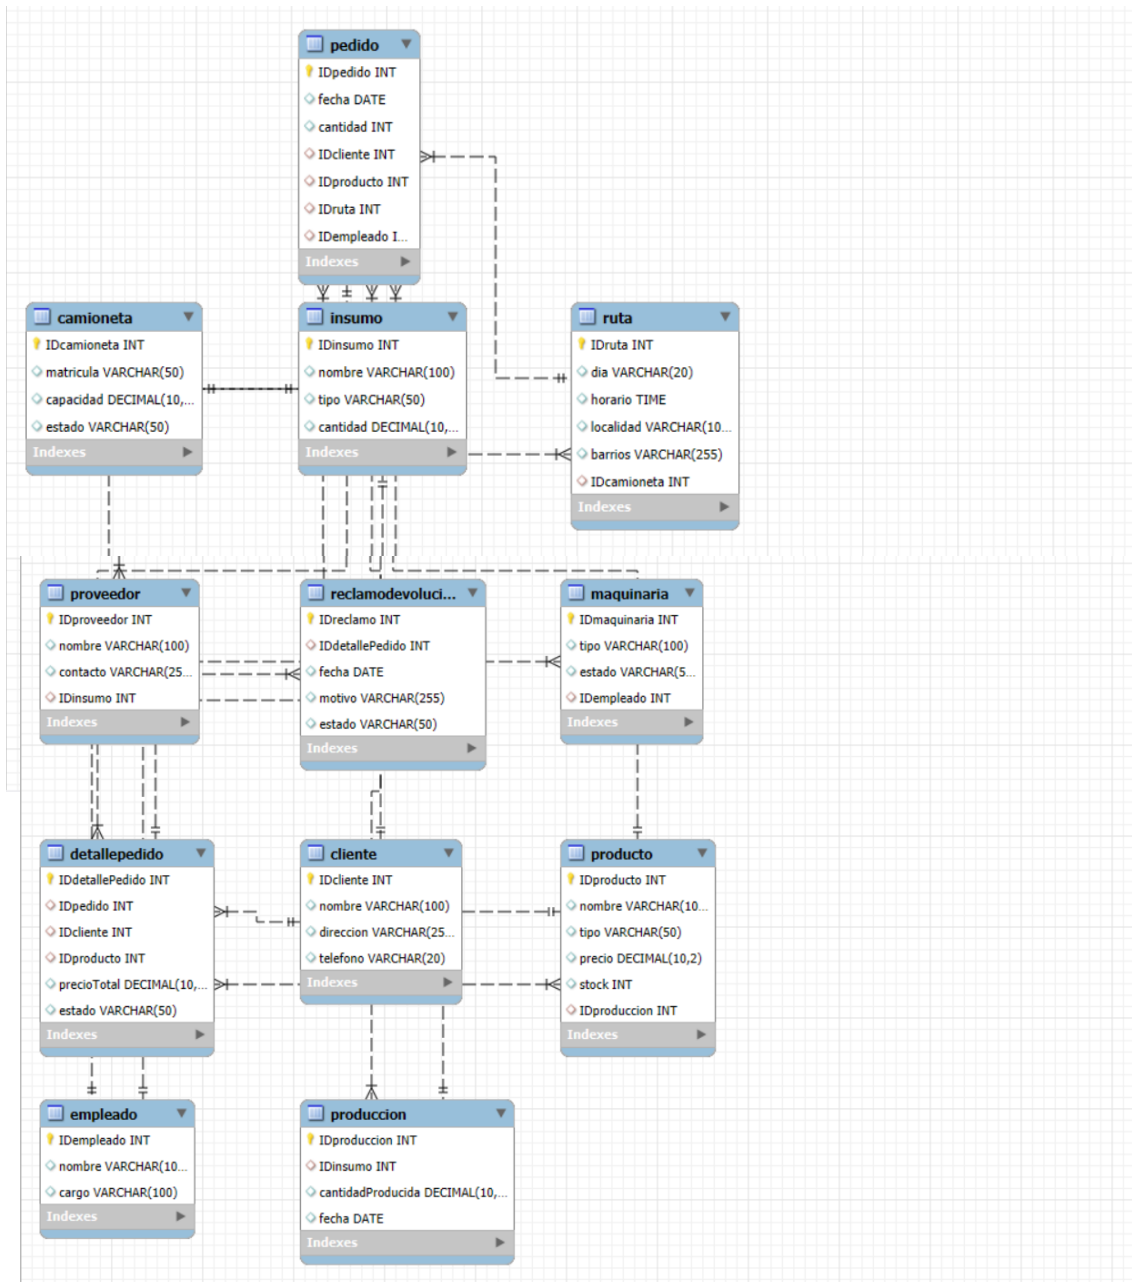 pedido
IDpedido INT
fecha DATE
cantidad INT
IDcliente INT
IDproducto INT
IDruta INT
IDempleado I...
Indexes
camioneta
IDcamioneta INT
matricula VARCHAR(50)
capacidad DECIMAL(10,...
estado VARCHAR(50)
Indexes
insumo
IDinsumo INT
nombre VARCHAR(100)
tipo VARCHAR(50)
cantidad DECIMAL(10,...
Indexes
ruta
IDruta INT
dia VARCHAR(20)
horario TIME
localidad VARCHAR(10...
barrios VARCHAR(255)
IDcamioneta INT
Indexes
proveedor
IDproveedor INT
nombre VARCHAR(100)
contacto VARCHAR(25...
IDinsumo INT
Indexes
reclamodevoluci...
IDreclamo INT
IDdetallePedido INT
fecha DATE
motivo VARCHAR(255)
estado VARCHAR(50)
Indexes
maquinaria
IDmaquinaria INT
tipo VARCHAR(100)
estado VARCHAR(5...
IDempleado INT
Indexes
detallepedido
IDdetallePedido INT
IDpedido INT
IDcliente INT
IDproducto INT
precioTotal DECIMAL(10,...
estado VARCHAR(50)
Indexes
cliente
IDcliente INT
nombre VARCHAR(100)
direccion VARCHAR(25...
telefono VARCHAR(20)
Indexes
producto
IDproducto INT
nombre VARCHAR(10...
tipo VARCHAR(50)
precio DECIMAL(10,2)
stock INT
IDproduccion INT
Indexes
empleado
IDempleado INT
nombre VARCHAR(10...
cargo VARCHAR(100)
Indexes
produccion
IDproduccion INT
IDinsumo INT
cantidadProducida DECIMAL(10,...
fecha DATE
Indexes